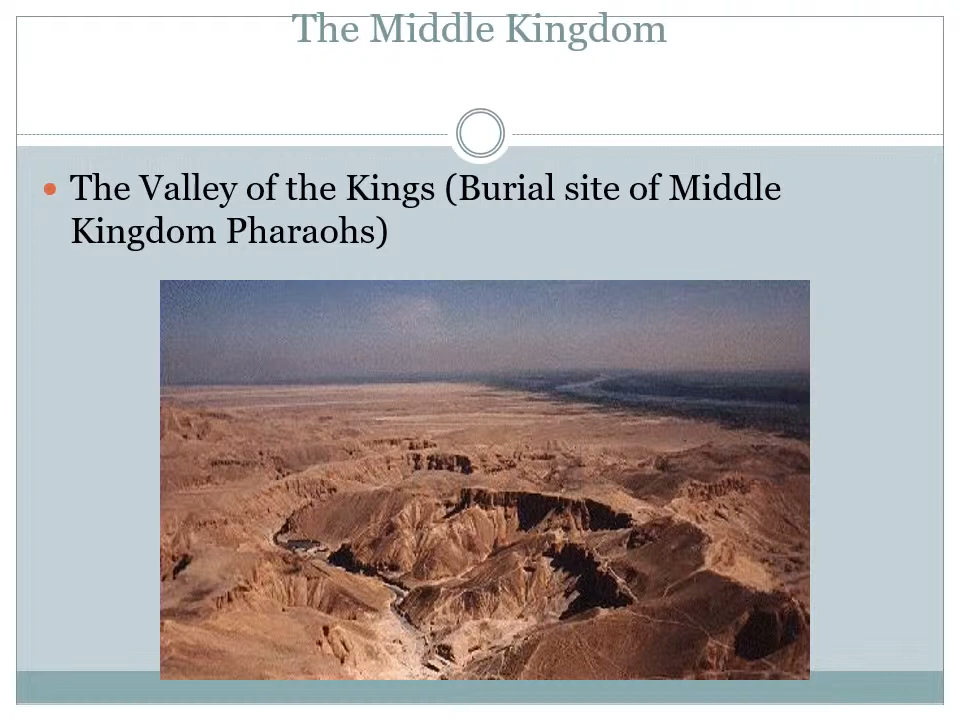 The Middle Kingdom
The Valley of the Kings (Burial site of Middle
Kingdom Pharaohs)